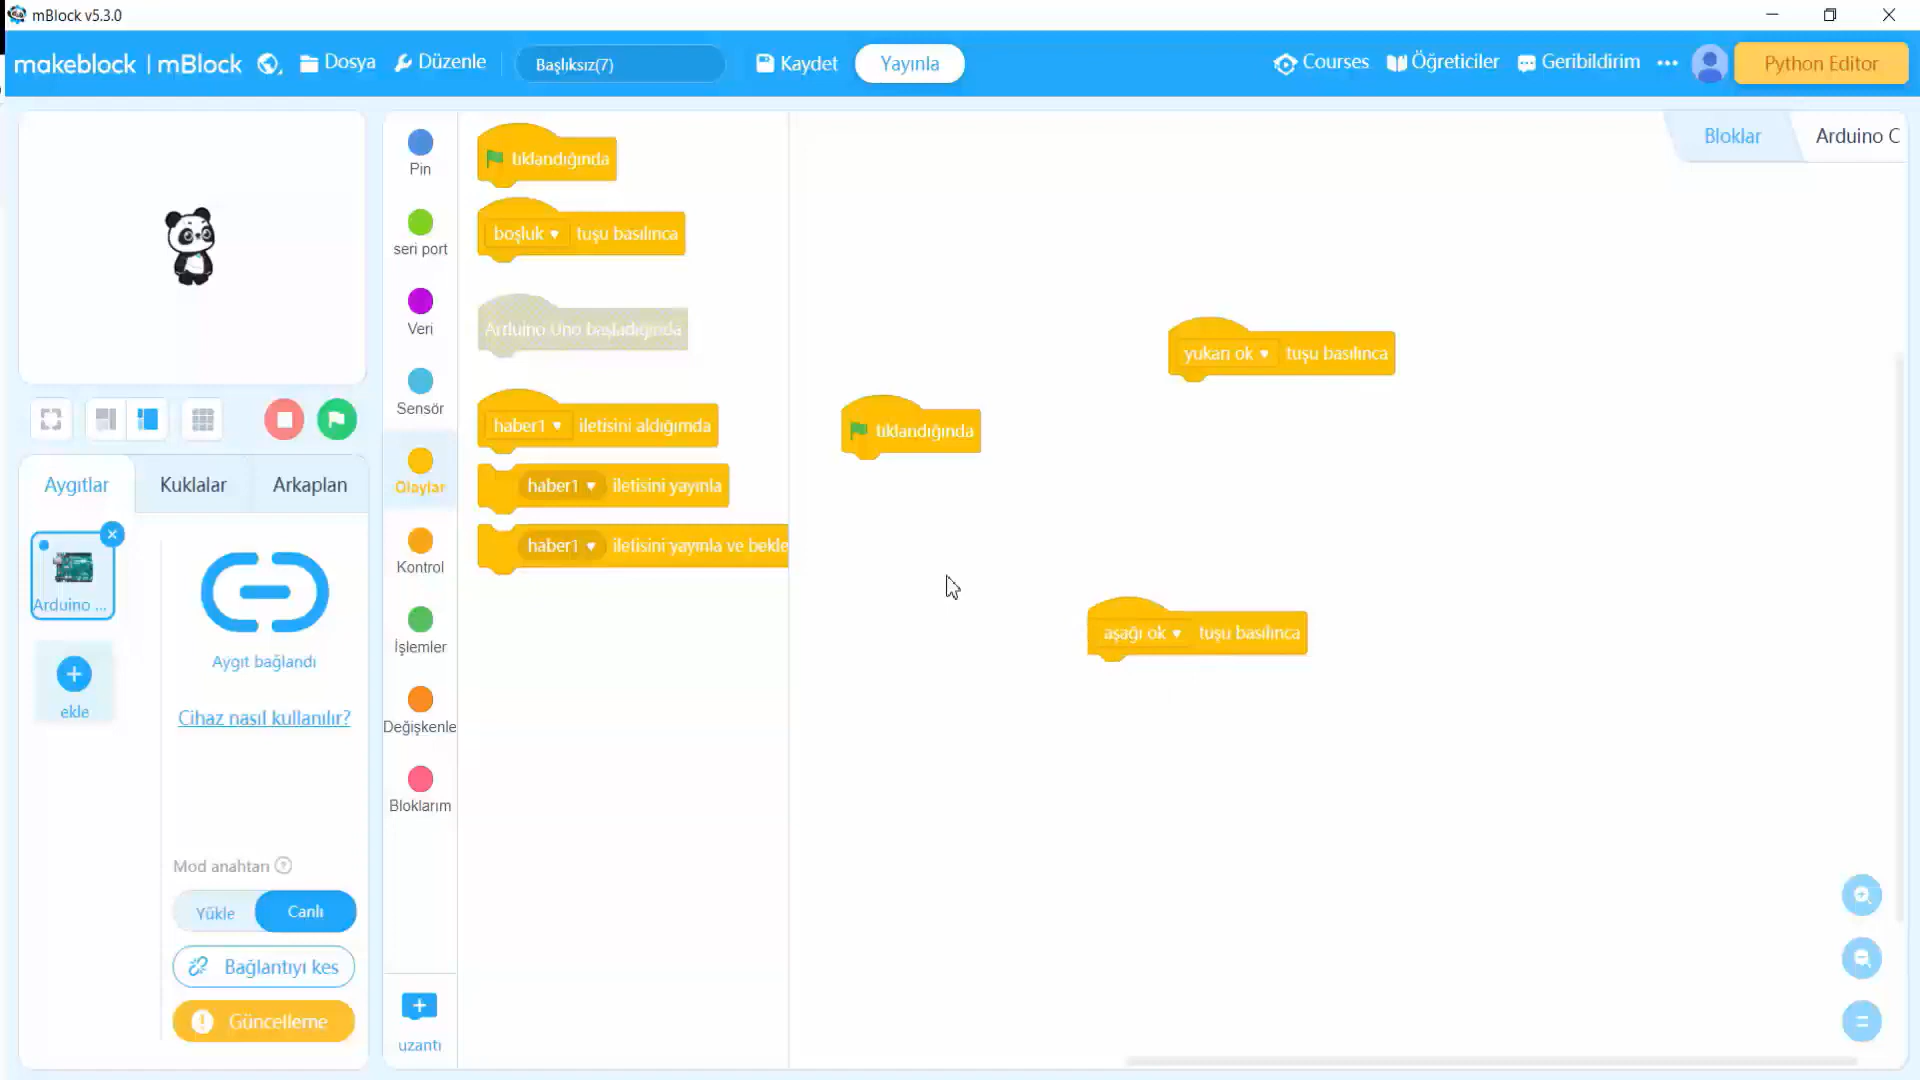 mBlock v5.3.0
makeblock | mBlock
Dosya
Düzenle
Başlıksız(7)
Kaydet
Yayınla
Courses
Öğreticiler
Geribildirim
Python Editor
Aygıtlar
Kuklalar
Arkaplan
Arduino ...
ekle
Aygıt bağlandı
Cihaz nasıl kullanılır?
Mod anahtarı
Yükle
Canlı
Bağlantıyı kes
Güncelleme
Pin
seri port
Veri
Sensör
Olaylar
Kontrol
İşlemler
Değişkenle
Bloklarım
uzantı
tıklandığında
boşluk tuşu basılınca
Arduino Uno başladığında
haber1 iletisini aldığımda
haber1 iletisini yayınla
haber1 iletisini yayınla ve bekle
Bloklar
Arduino C
yukarı ok tuşu basılınca
tıklandığında
aşağı ok tuşu basılınca